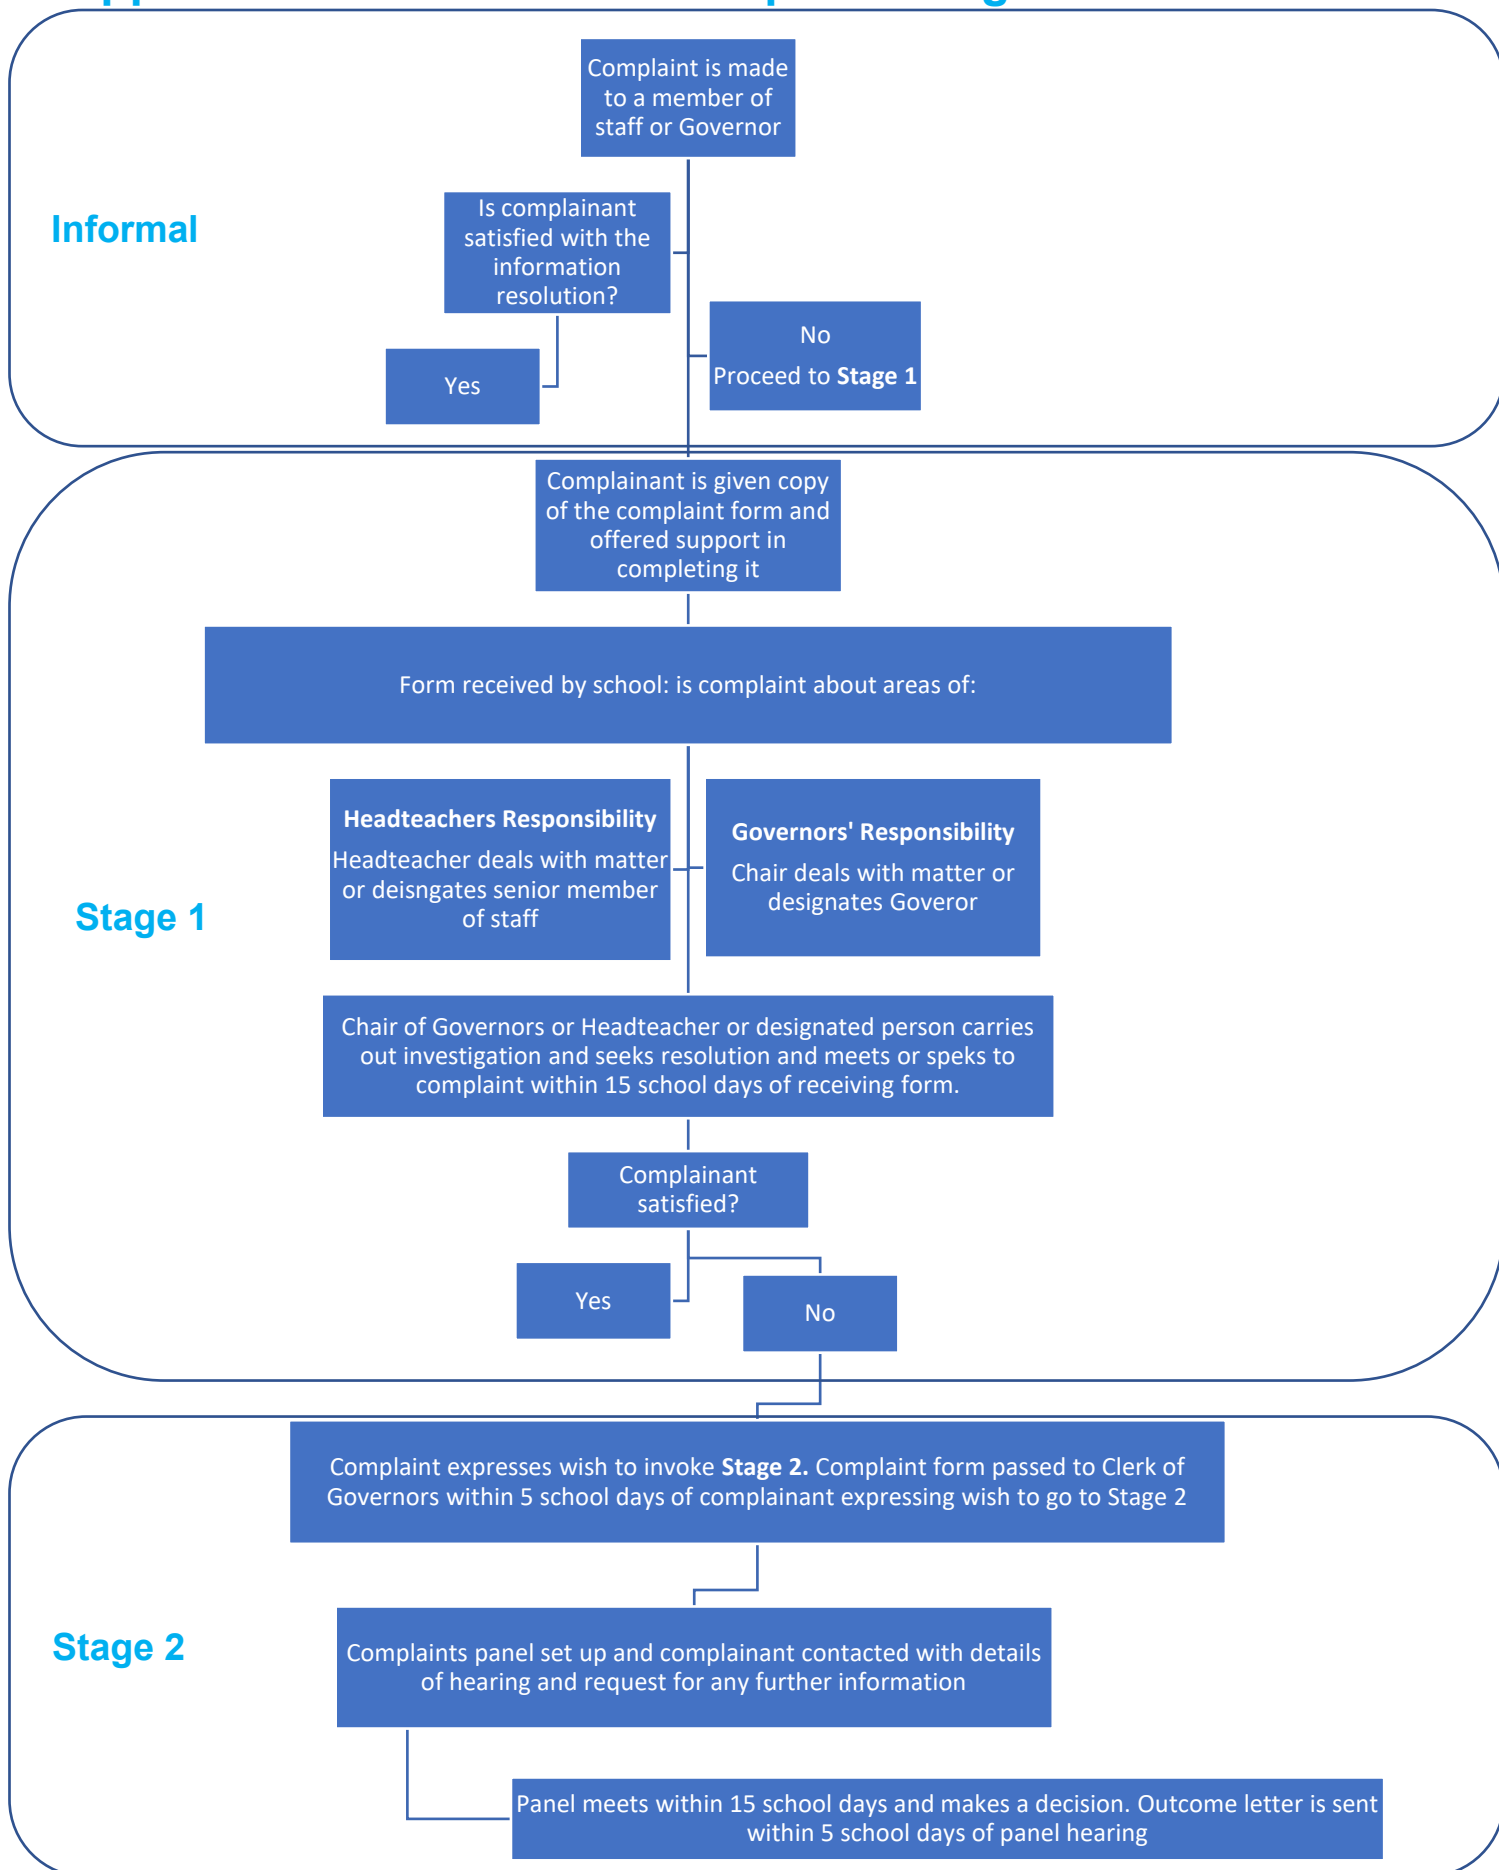 Complaint is made
to a member of
staff or Governor
Informal
Is complainant
satisfied with the
information
resolution?
No
Proceed to Stage 1
Yes
Complainant is given copy
of the complaint form and
offered support in
completing it
Form received by school: is complaint about areas of:
Headteachers Responsibility
Headteacher deals with matter
or deisngates senior member
of staff
Governors' Responsibility
Chair deals with matter or
designates Goveror
Stage 1
Chair of Governors or Headteacher or designated person carries
out investigation and seeks resolution and meets or speks to
complaint within 15 school days of receiving form.
Complainant
satisfied?
Yes
No
Complaint expresses wish to invoke Stage 2. Complaint form passed to Clerk of
Governors within 5 school days of complainant expressing wish to go to Stage 2
Stage 2
Complaints panel set up and complainant contacted with details
of hearing and request for any further information
Panel meets within 15 school days and makes a decision. Outcome letter is sent
within 5 school days of panel hearing